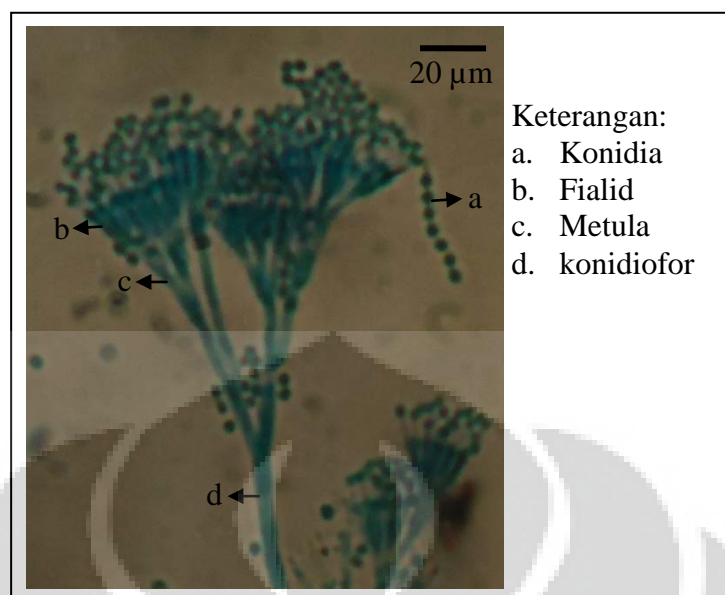 20 µm
Keterangan:
a. Konidia
b. Fialid
c. Metula
d. konidiofor
a
b
c
d